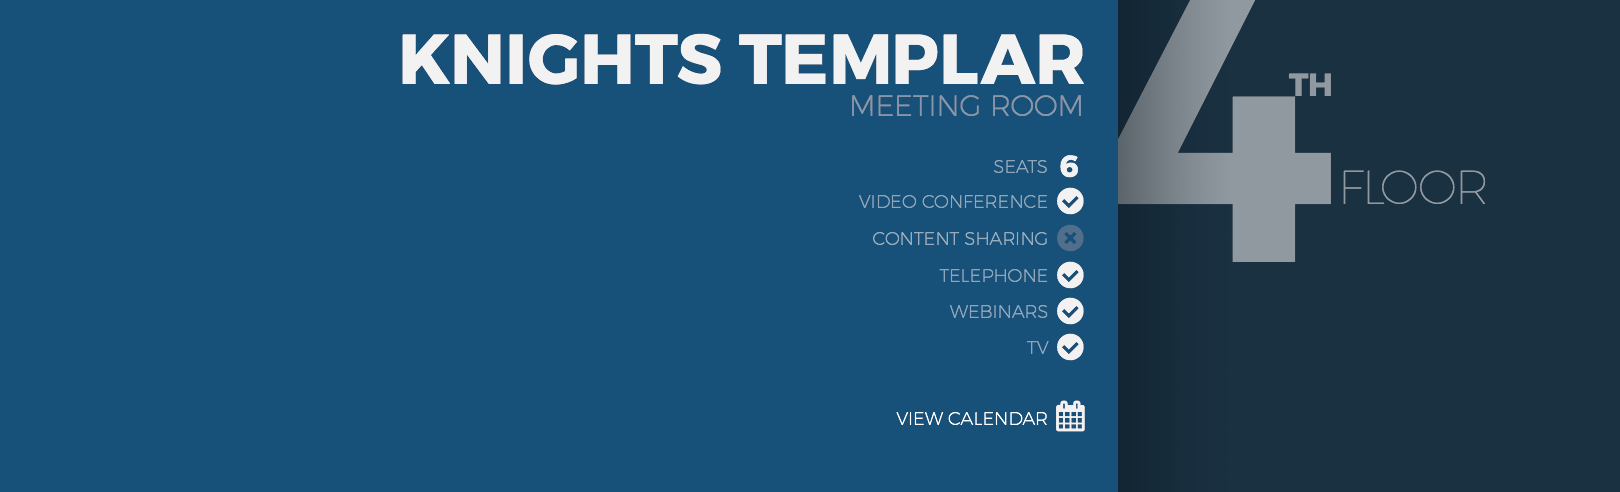 KNIGHTS TEMPLAR
MEETING ROOM
SEATS 6
VIDEO CONFERENCE
CONTENT SHARING
TELEPHONE
WEBINARS
TV
VIEW CALENDAR
4TH
FLOOR